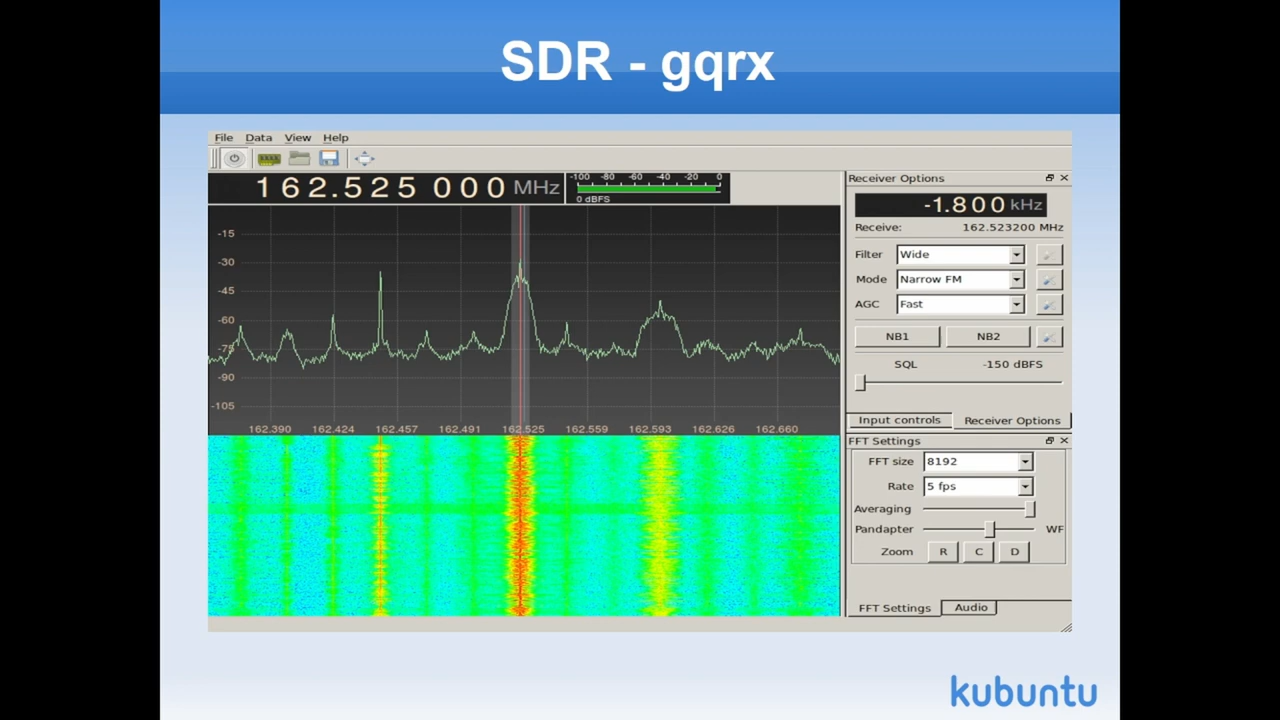 SDR - gqrx
File Data View Help
162.525 000 MHz
-100 -80 -60 -40 -20 0
0 dBFS
-15
-30
-45
-60
-75
-90
-105
162.390 162.424 162.457 162.491 162.525 162.559 162.593 162.626 162.660
Receiver Options
-1.800 kHz
Receive: 162.523200 MHz
Filter Wide
Mode Narrow FM
AGC Fast
NB1 NB2
SQL -150 dBFS
Input controls Receiver Options
FFT Settings
FFT size 8192
Rate 5 fps
Averaging
Pandapter WF
Zoom R C D
FFT Settings Audio
kubuntu